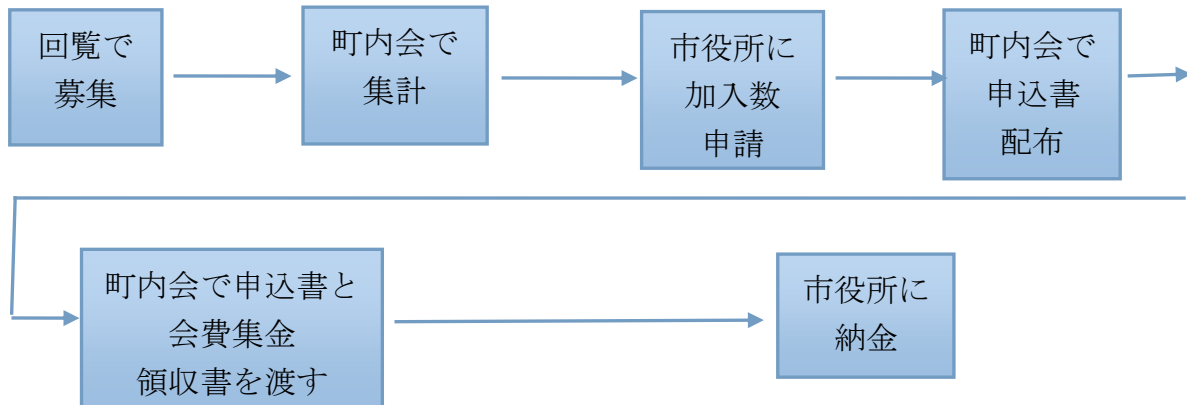 回覧で
募集
町内会で
集計
市役所に
加入数
申請
町内会で
申込書
配布
町内会で申込書と
会費集金
領収書を渡す
市役所に
納金